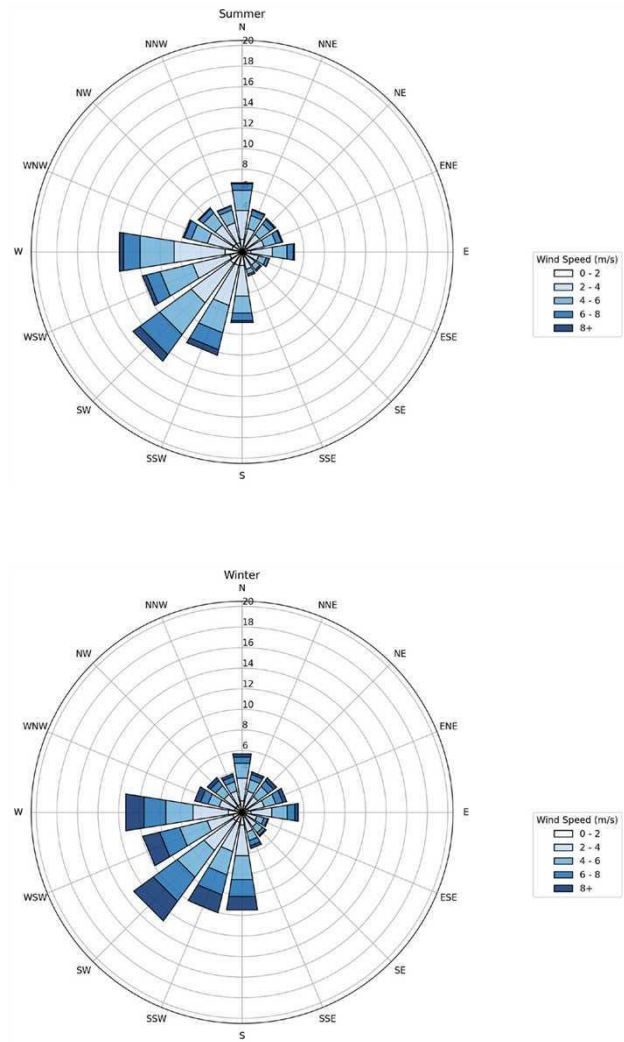 Summer
N
NNW
NNE
NW
NE
WNW
ENE
W
E
WSW
ESE
SW
SE
SSW
SSE
S
20
18
16
14
12
10
8
Wind Speed (m/s)
0 - 2
2 - 4
4 - 6
6 - 8
8+
Winter
N
NNW
NNE
NW
NE
WNW
ENE
W
E
WSW
ESE
SW
SE
SSW
SSE
S
20
18
16
14
12
10
8
6
Wind Speed (m/s)
0 - 2
2 - 4
4 - 6
6 - 8
8+